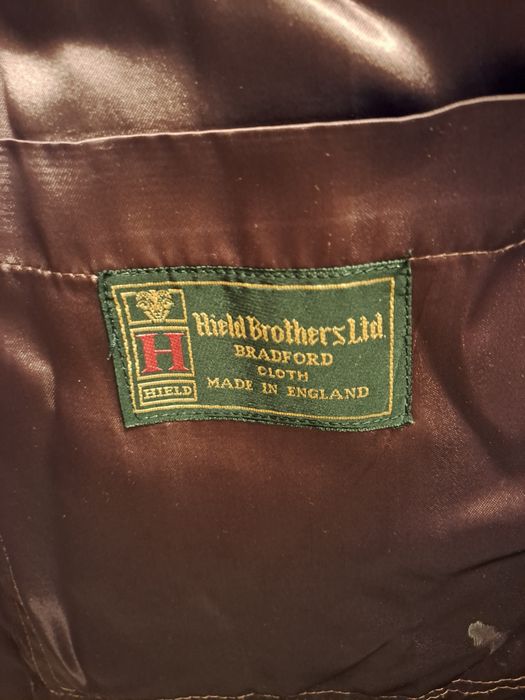 H
HIELD
Hield Brothers Ltd.
BRADFORD
CLOTH
MADE IN ENGLAND